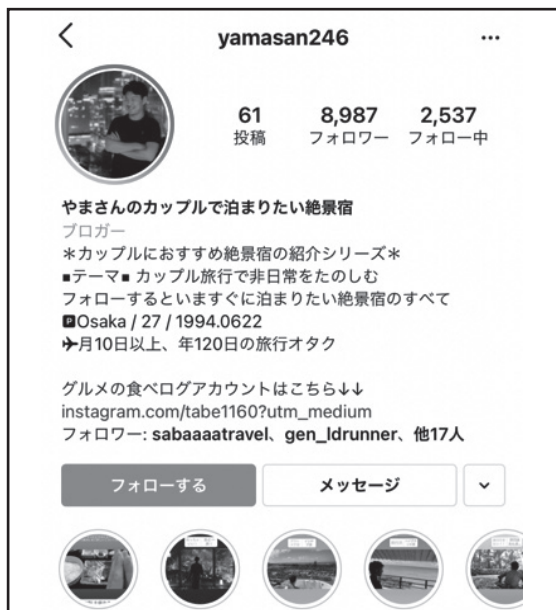 yamasan246
61 8,987 2,537
投稿 フォロワー フォロー中
やまさんのカップルで泊まりたい絶景宿
ブロガー
＊カップルにおすすめ絶景宿の紹介シリーズ＊
■テーマ■ カップル旅行で非日常をたのしむ
フォローするといますぐに泊まりたい絶景宿のすべて
🅿Osaka / 27 / 1994.0622
✈月10日以上、年120日の旅行オタク
グルメの食べログアカウントはこちら↓↓
instagram.com/tabe1160?utm_medium
フォロワー: sabaaaatravel、gen_ldrunner、他17人
フォローする メッセージ